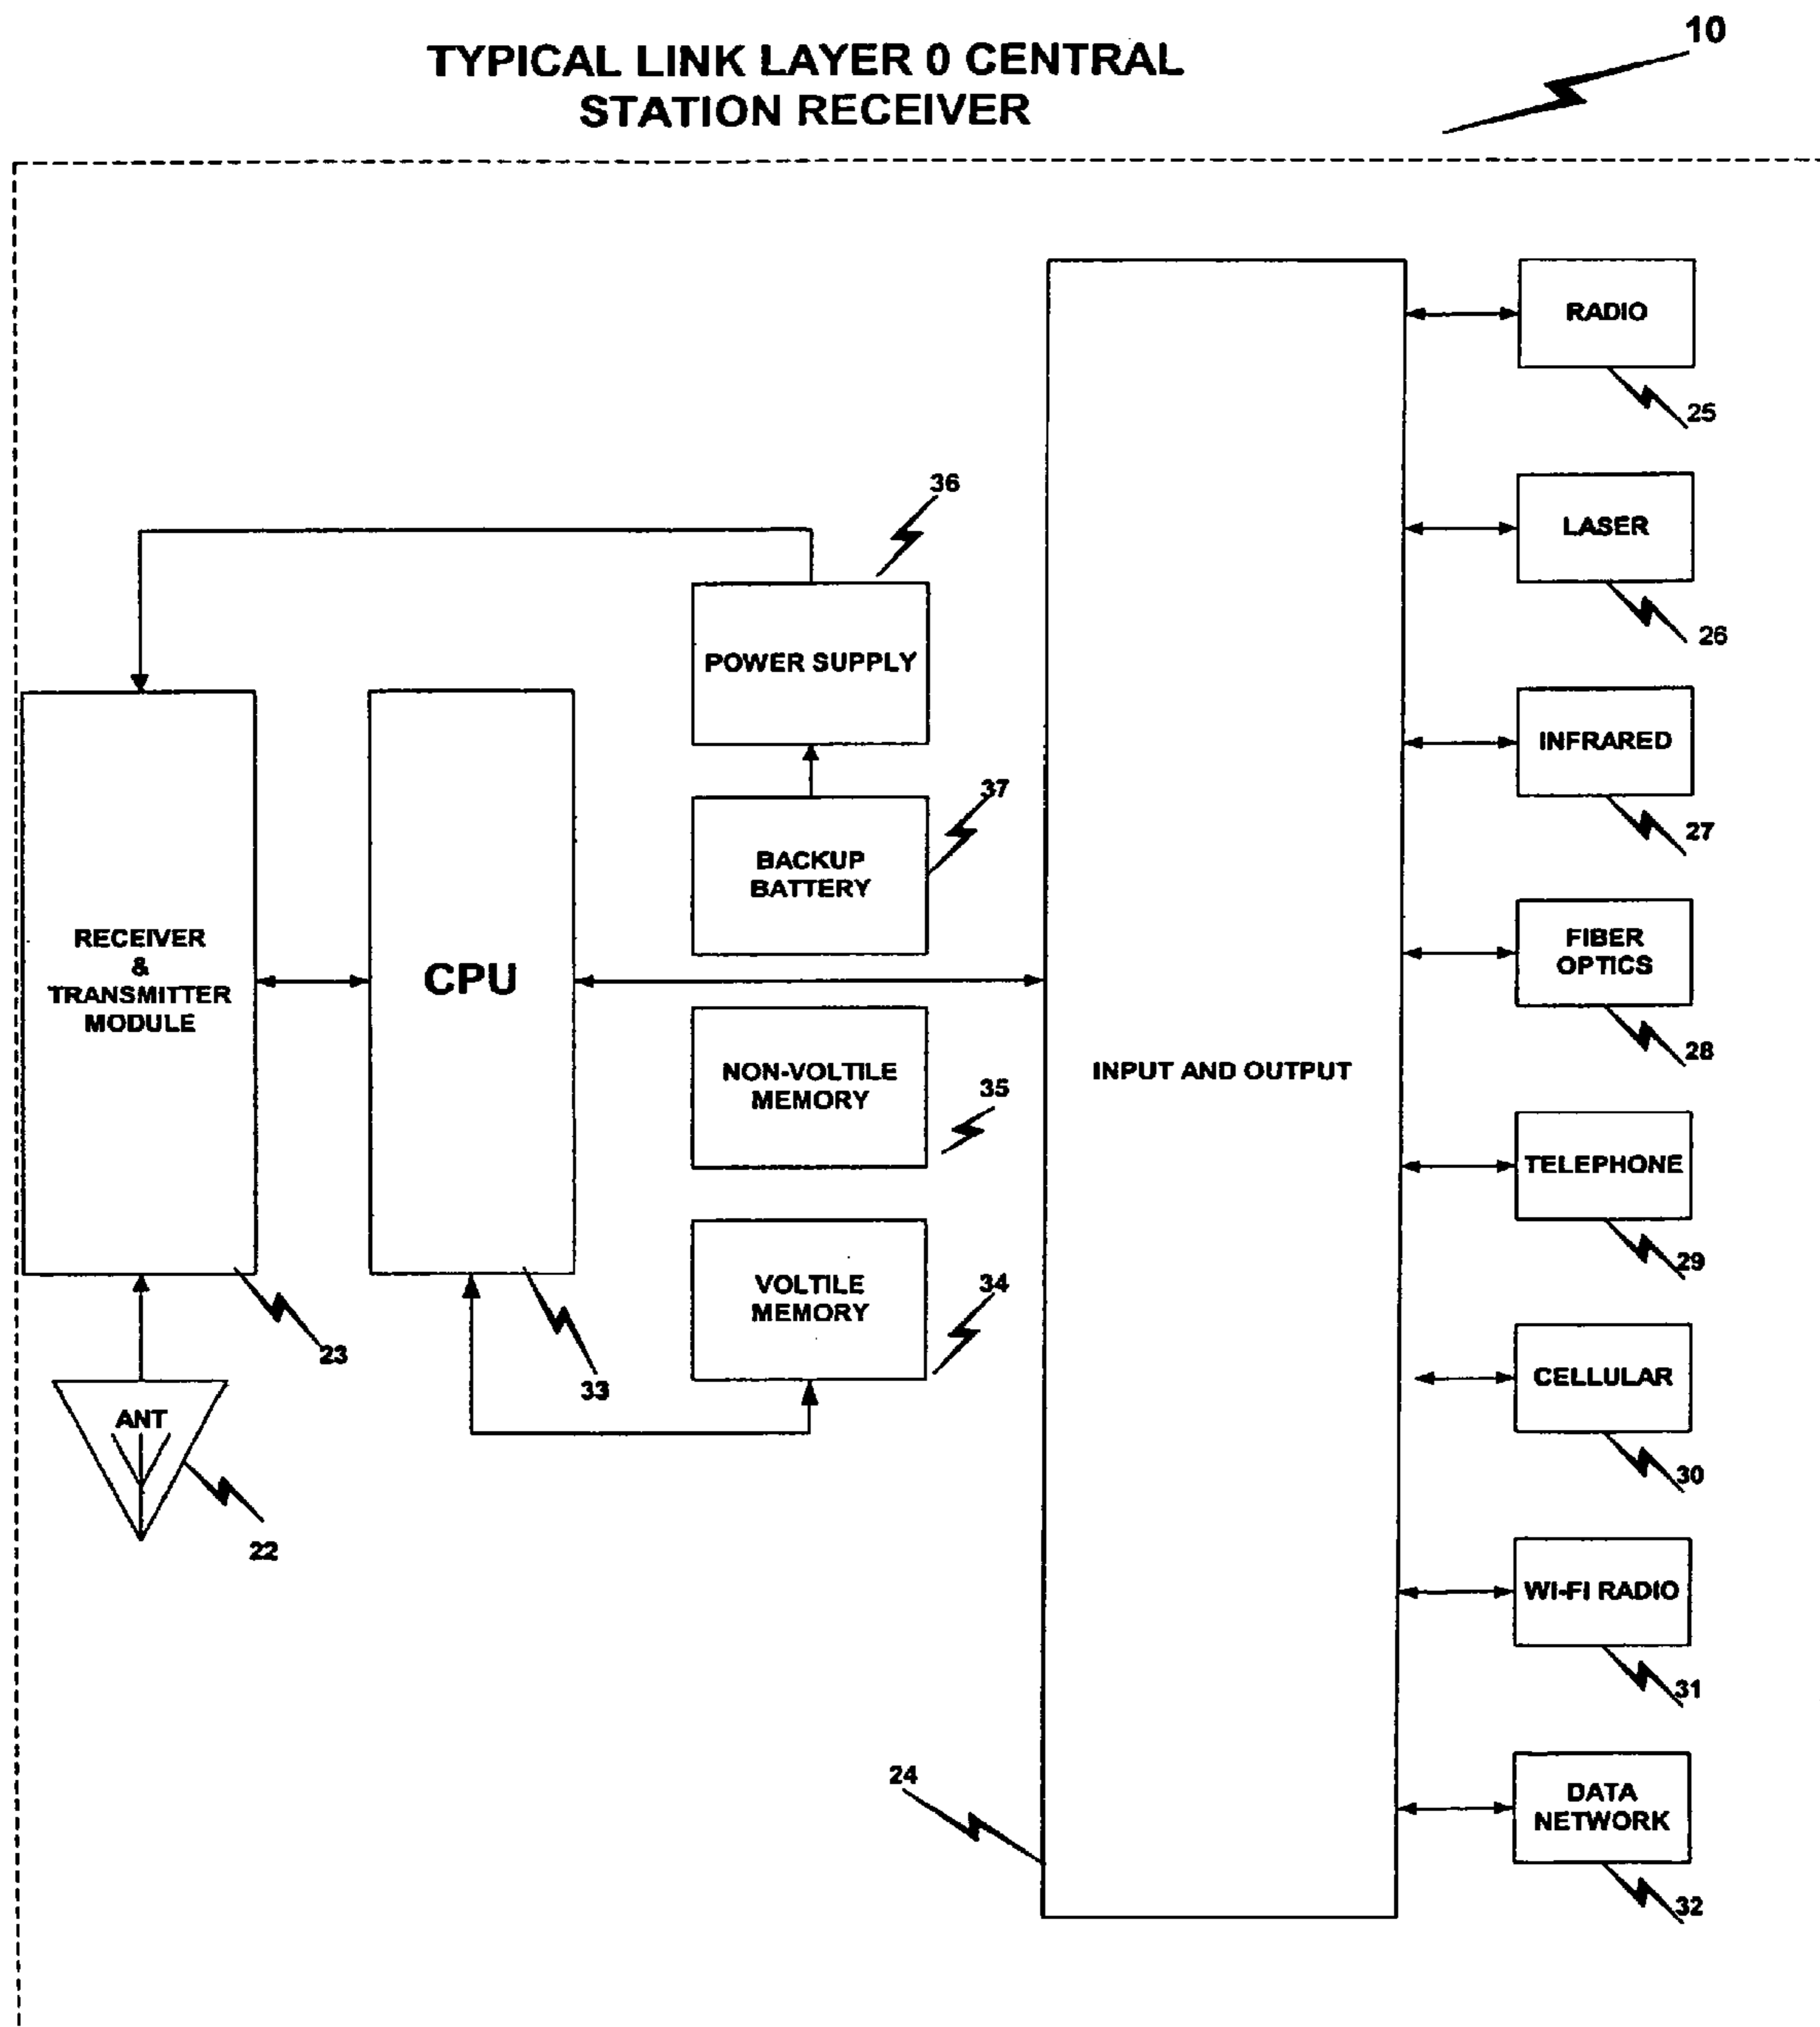 10
TYPICAL LINK LAYER 0 CENTRAL
STATION RECEIVER
RADIO
25
LASER
26
36
POWER SUPPLY
INFRARED
27
37
BACKUP
BATTERY
RECEIVER
&
TRANSMITTER
MODULE
CPU
FIBER
OPTICS
28
NON-VOLTILE
MEMORY
35
INPUT AND OUTPUT
TELEPHONE
29
VOLTILE
MEMORY
34
23
33
CELLULAR
30
ANT
22
WI-FI RADIO
31
24
DATA
NETWORK
32